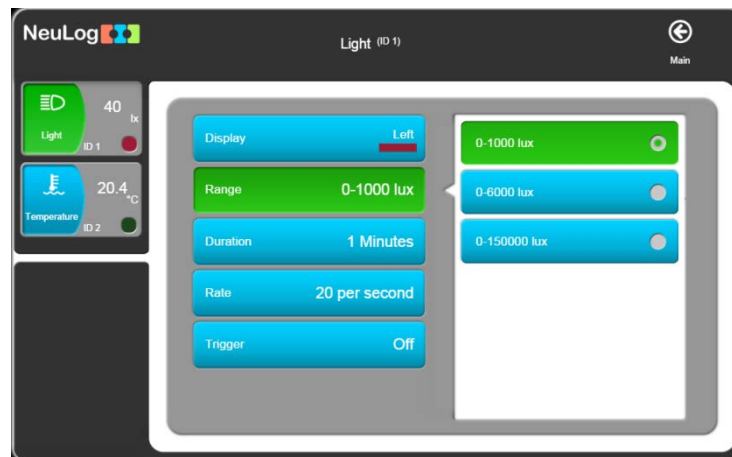 NeuLog
Light (ID 1)
Main
40
lx
Light
ID 1
20.4
°C
Temperature
ID 2
Display Left
Range 0-1000 lux
Duration 1 Minutes
Rate 20 per second
Trigger Off
0-1000 lux
0-6000 lux
0-150000 lux